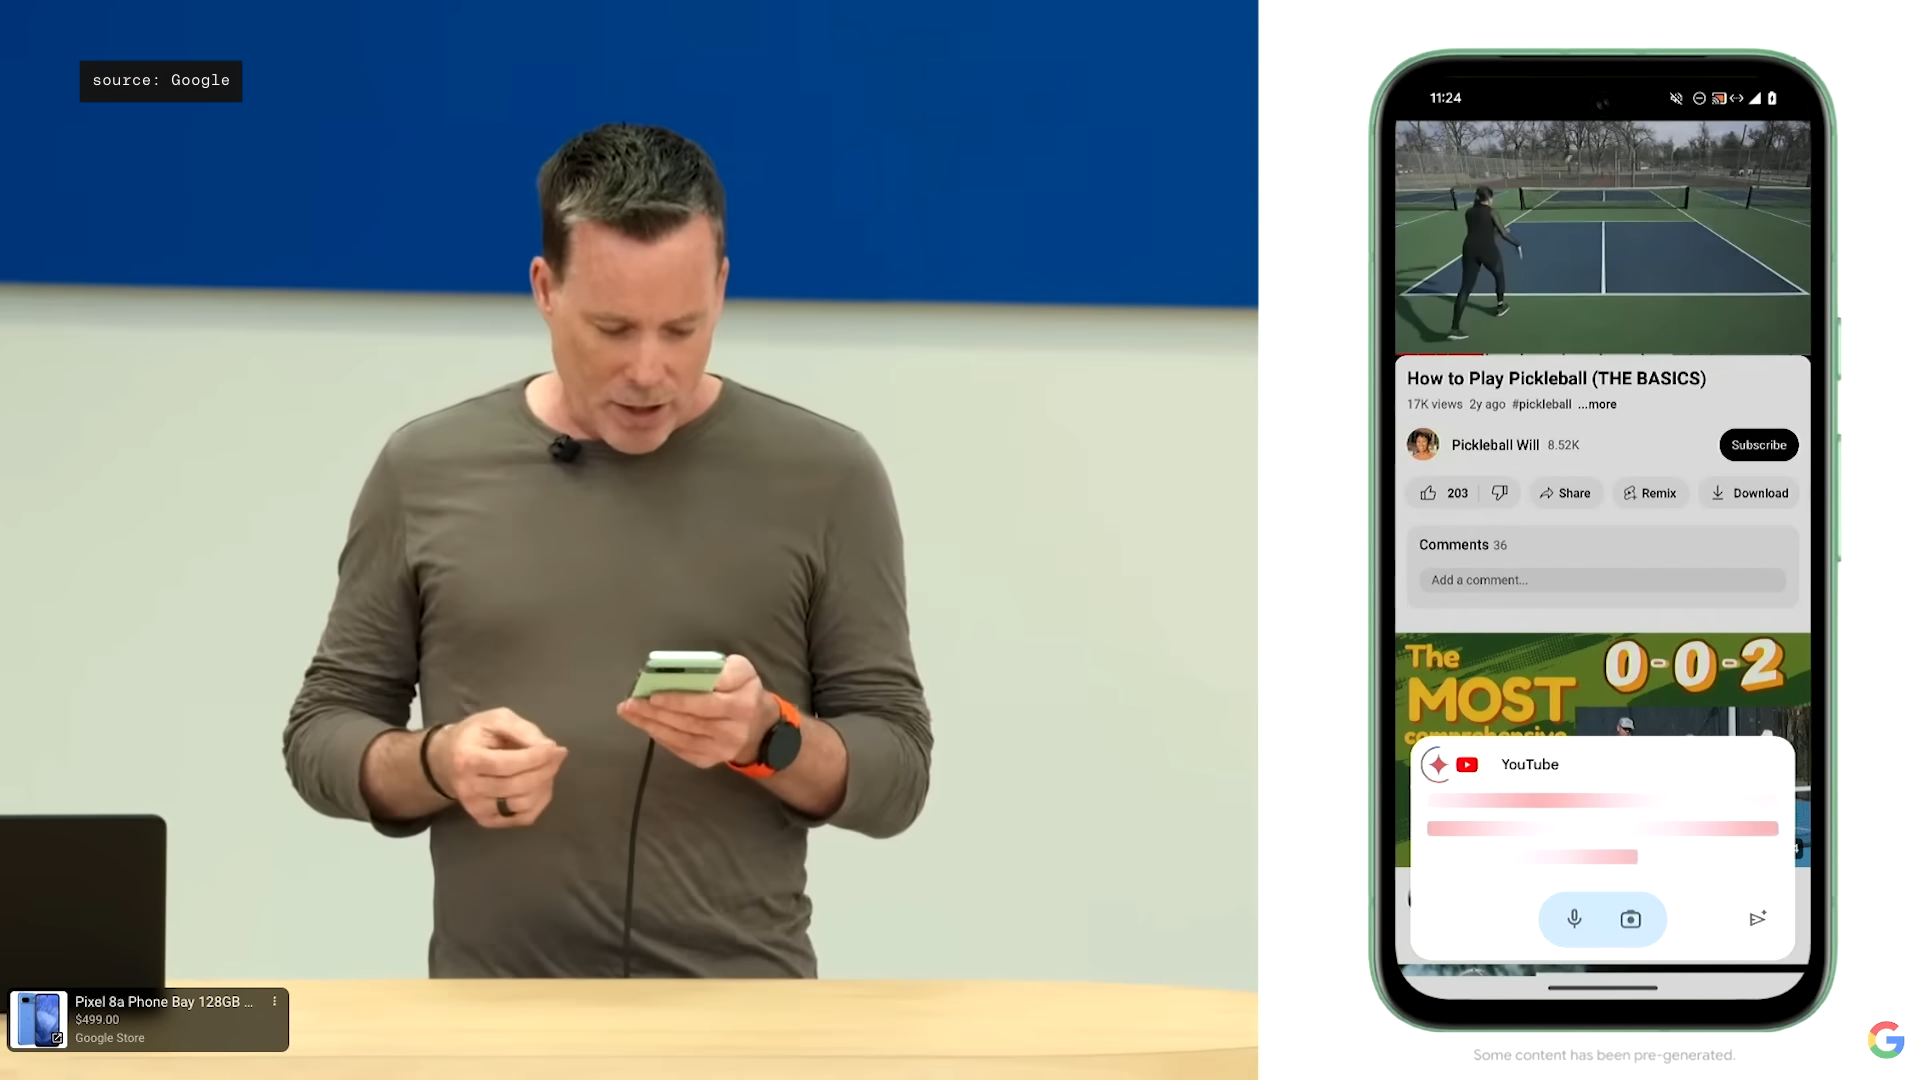 source: Google
11:24
How to Play Pickleball (THE BASICS)
17K views 2y ago #pickleball ...more
Pickleball Will 8.52K
Subscribe
203
Share
Remix
Download
Comments 36
Add a comment...
The
0-0-2
MOST
comprehensive
YouTube
Pixel 8a Phone Bay 128GB ...
$499.00
Google Store
Some content has been pre-generated.